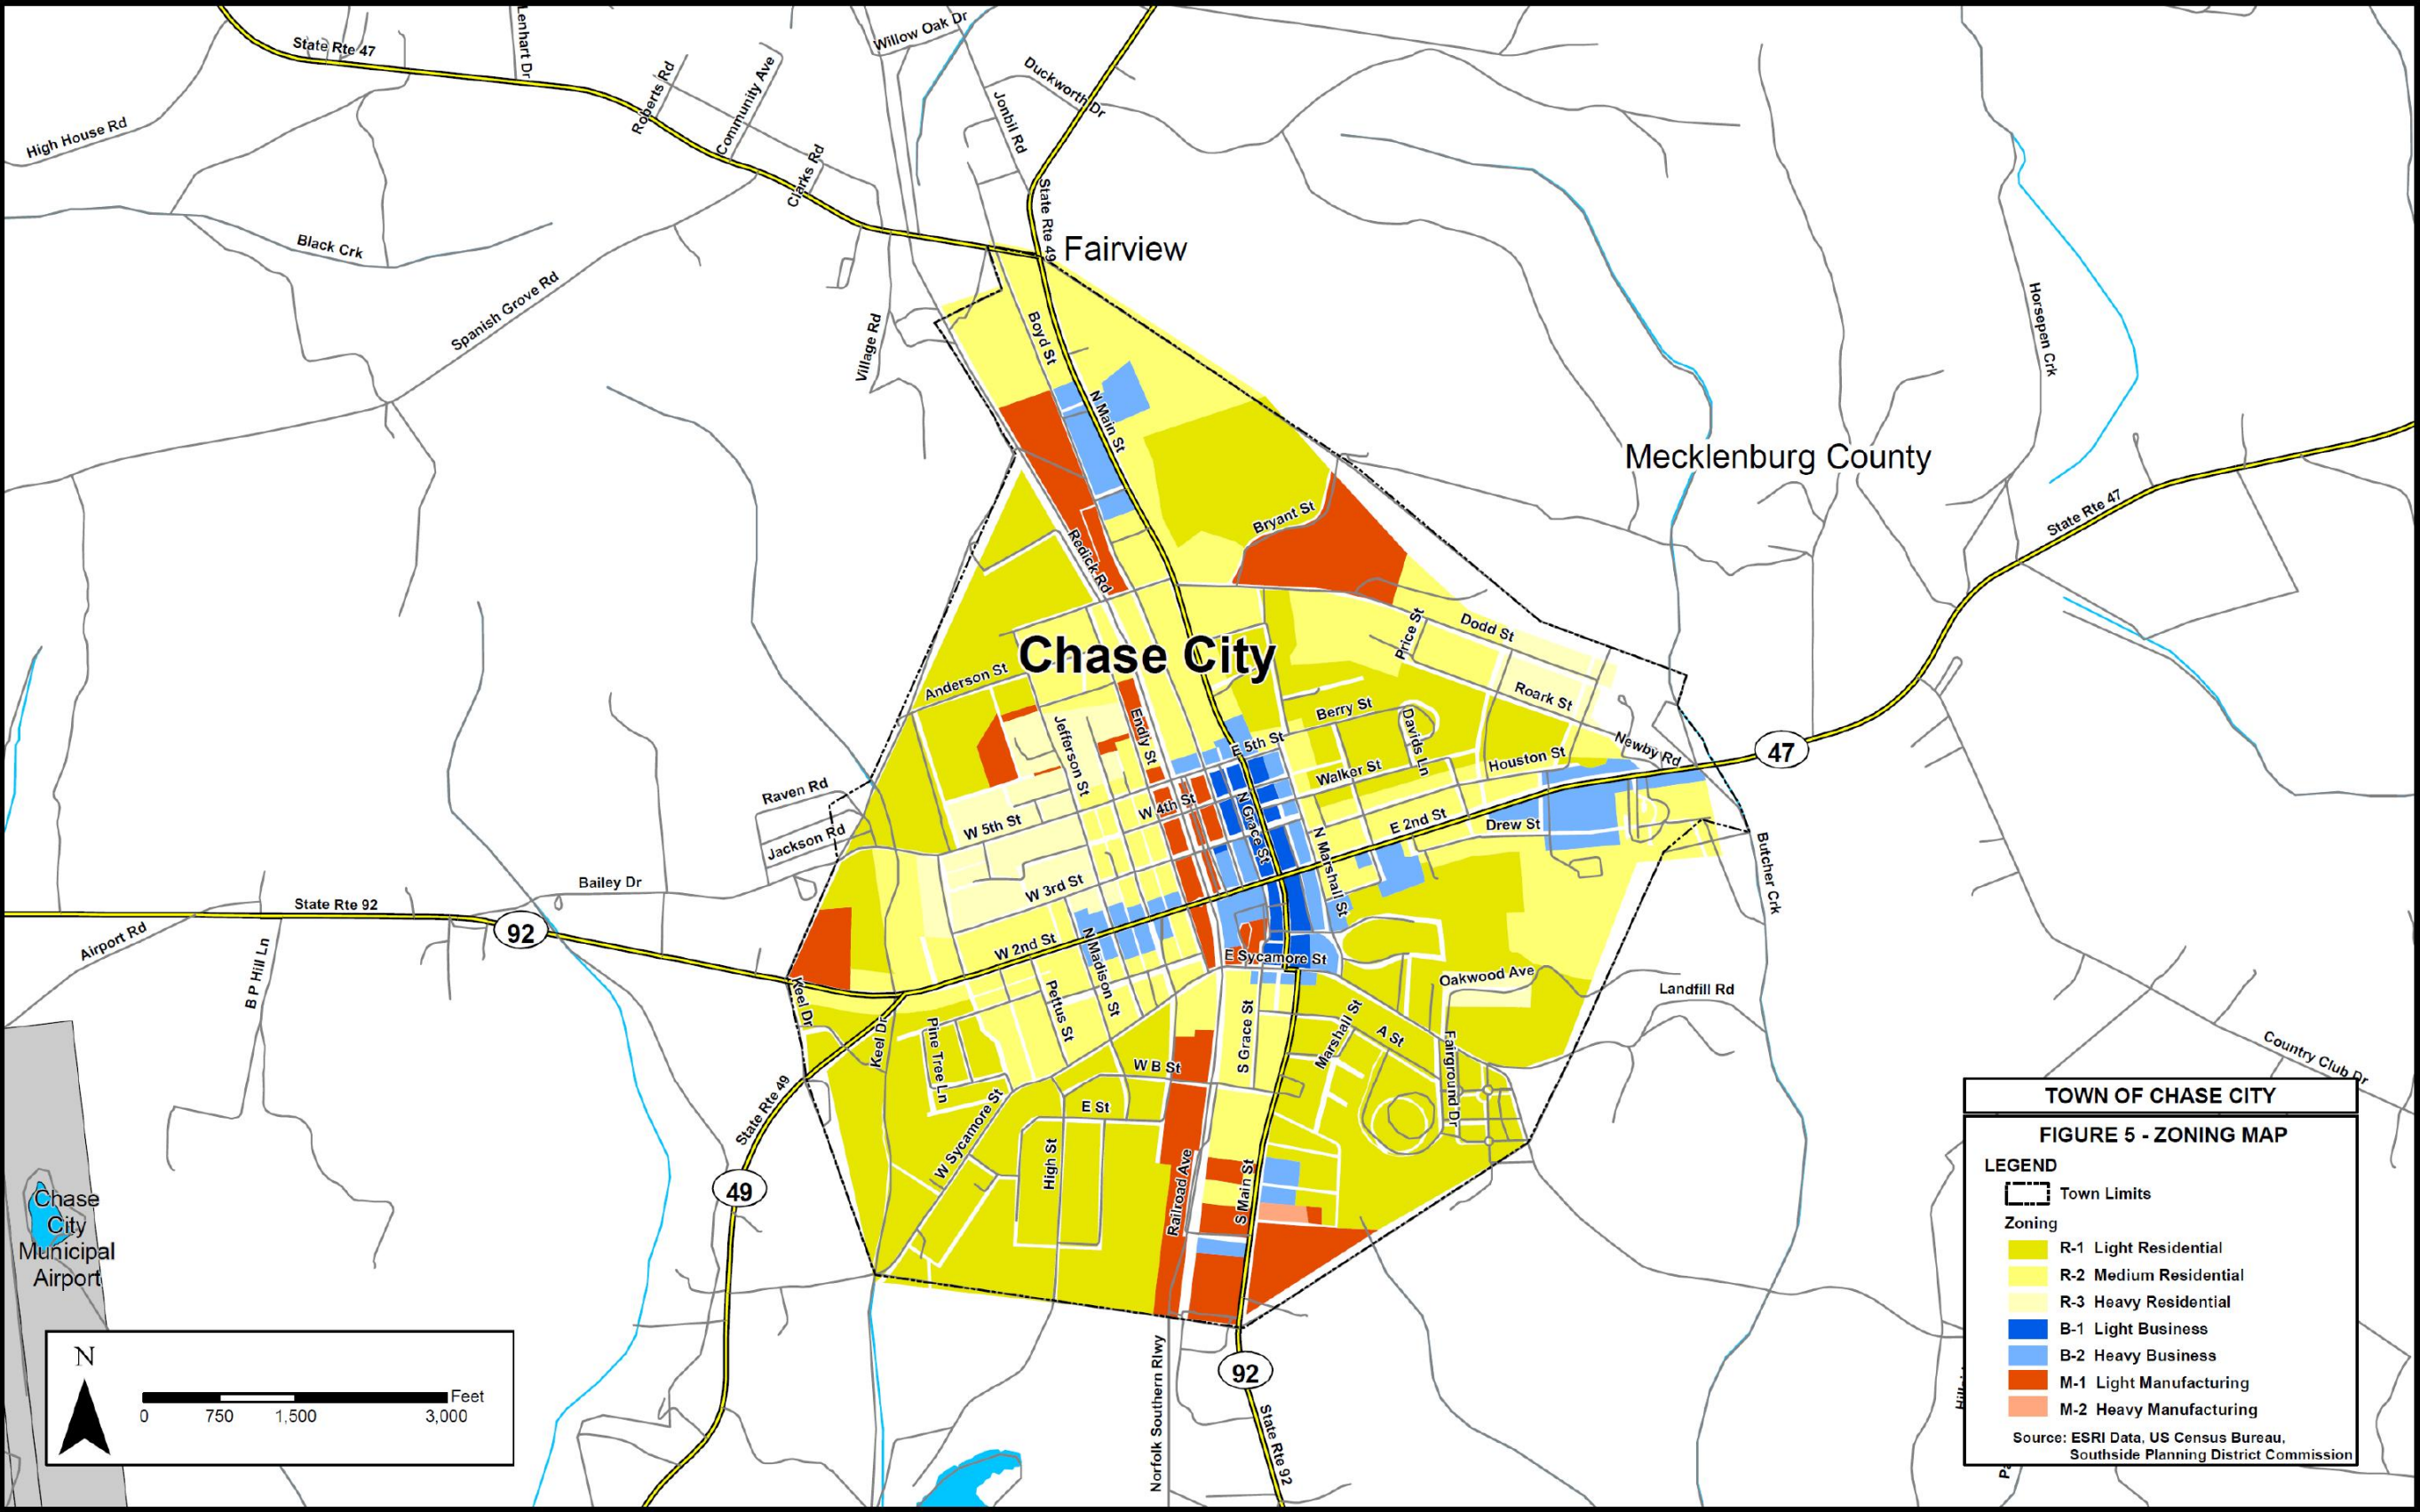 Lenhart Dr
Willow Oak Dr
State Rte 47
Duckworth Dr
Roberts Rd
Community Ave
Jonbil Rd
High House Rd
Clarks Rd
State Rte 49
Black Crk
Fairview
Spanish Grove Rd
Village Rd
Boyd St
Horsepen Crk
N Main St
Mecklenburg County
State Rte 47
Bryant St
Redick Rd
Price St
Dodd St
Chase City
Anderson St
Roark St
Berry St
Jefferson St
Endly St
Davids Ln
E 5th St
Newby Rd
47
Houston St
Walker St
Raven Rd
W 4th St
N Grace St
W 5th St
E 2nd St
Drew St
Jackson Rd
N Marshall St
Butcher Crk
Bailey Dr
W 3rd St
State Rte 92
92
Airport Rd
W 2nd St
N Madison St
E Sycamore St
B P Hill Ln
Oakwood Ave
Landfill Rd
Keel Dr
Pettus St
Keel Dr
Pine Tree Ln
S Grace St
Marshall St
A St
Fairground Dr
Country Club Dr
W B St
State Rte 49
E St
W Sycamore St
High St
49
Railroad Ave
S Main St
Chase
City
Municipal
Airport
Norfolk Southern Rlwy
92
State Rte 92
N
Feet
0 750 1,500 3,000
TOWN OF CHASE CITY
FIGURE 5 - ZONING MAP
LEGEND
Town Limits
Zoning
R-1 Light Residential
R-2 Medium Residential
R-3 Heavy Residential
B-1 Light Business
B-2 Heavy Business
M-1 Light Manufacturing
M-2 Heavy Manufacturing
Source: ESRI Data, US Census Bureau,
Southside Planning District Commission